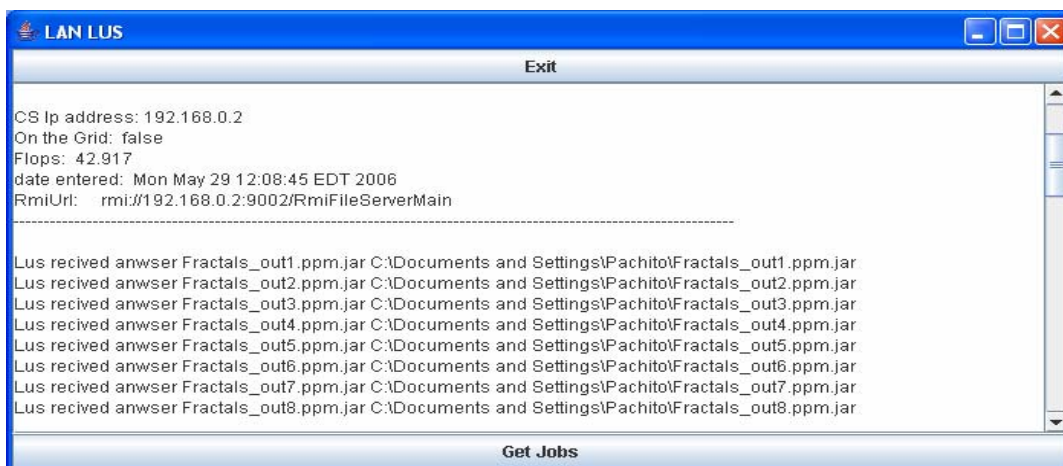 LAN LUS
Exit
CS Ip address: 192.168.0.2
On the Grid: false
Flops: 42.917
date entered: Mon May 29 12:08:45 EDT 2006
RmiUrl: rmi://192.168.0.2:9002/RmiFileServerMain
Lus recived anwser Fractals_out1.ppm.jar C:\Documents and Settings\Pachito\Fractals_out1.ppm.jar
Lus recived anwser Fractals_out2.ppm.jar C:\Documents and Settings\Pachito\Fractals_out2.ppm.jar
Lus recived anwser Fractals_out3.ppm.jar C:\Documents and Settings\Pachito\Fractals_out3.ppm.jar
Lus recived anwser Fractals_out4.ppm.jar C:\Documents and Settings\Pachito\Fractals_out4.ppm.jar
Lus recived anwser Fractals_out5.ppm.jar C:\Documents and Settings\Pachito\Fractals_out5.ppm.jar
Lus recived anwser Fractals_out6.ppm.jar C:\Documents and Settings\Pachito\Fractals_out6.ppm.jar
Lus recived anwser Fractals_out7.ppm.jar C:\Documents and Settings\Pachito\Fractals_out7.ppm.jar
Lus recived anwser Fractals_out8.ppm.jar C:\Documents and Settings\Pachito\Fractals_out8.ppm.jar
Get Jobs